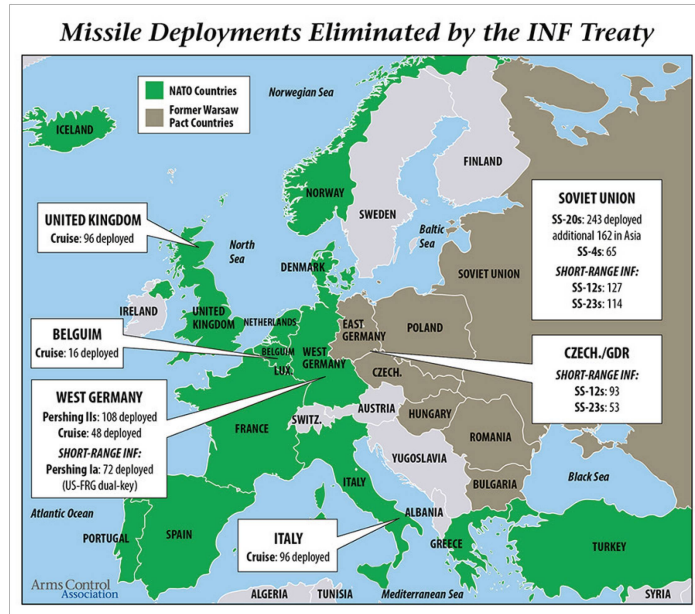 Missile Deployments Eliminated by the INF Treaty
NATO Countries
Former Warsaw
Pact Countries
Norwegian Sea
ICELAND
FINLAND
NORWAY
SWEDEN
UNITED KINGDOM
Cruise: 96 deployed
North
Sea
Baltic
Sea
SOVIET UNION
SS-20s: 243 deployed
additional 162 in Asia
SS-4s: 65
SHORT-RANGE INF:
SS-12s: 127
SS-23s: 114
DENMARK
SOVIET UNION
IRELAND
UNITED
KINGDOM
NETHERLANDS
EAST
GERMANY
POLAND
BELGUIM
Cruise: 16 deployed
BELGUIM
WEST
GERMANY
LUX.
CZECH.
CZECH./GDR
SHORT-RANGE INF:
SS-12s: 93
SS-23s: 53
WEST GERMANY
Pershing IIs: 108 deployed
Cruise: 48 deployed
SHORT-RANGE INF:
Pershing Ia: 72 deployed
(US-FRG dual-key)
FRANCE
SWITZ.
AUSTRIA
HUNGARY
ROMANIA
YUGOSLAVIA
ITALY
BULGARIA
Black Sea
Atlantic Ocean
PORTUGAL
SPAIN
ITALY
Cruise: 96 deployed
ALBANIA
GREECE
TURKEY
Arms Control
Association
ALGERIA
TUNISIA
Mediterranean Sea
SYRIA